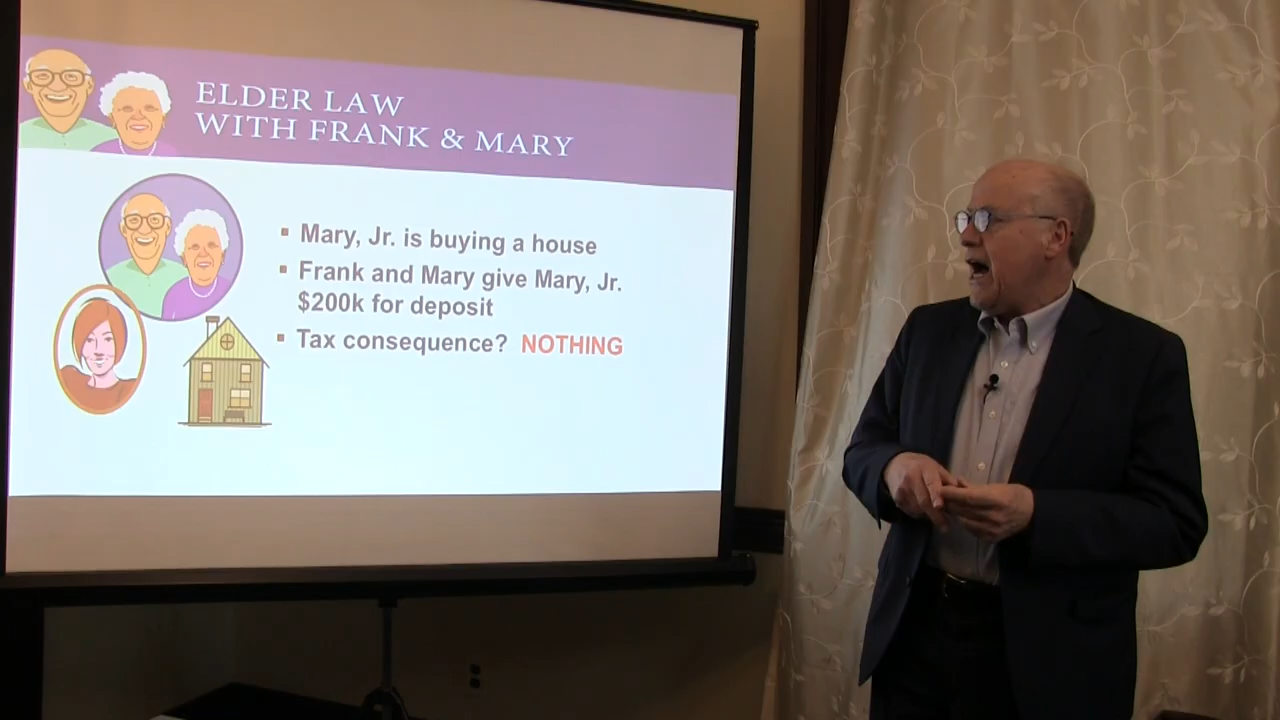 ELDER LAW
WITH FRANK & MARY
▪ Mary, Jr. is buying a house
▪ Frank and Mary give Mary, Jr.
$200k for deposit
▪ Tax consequence? NOTHING